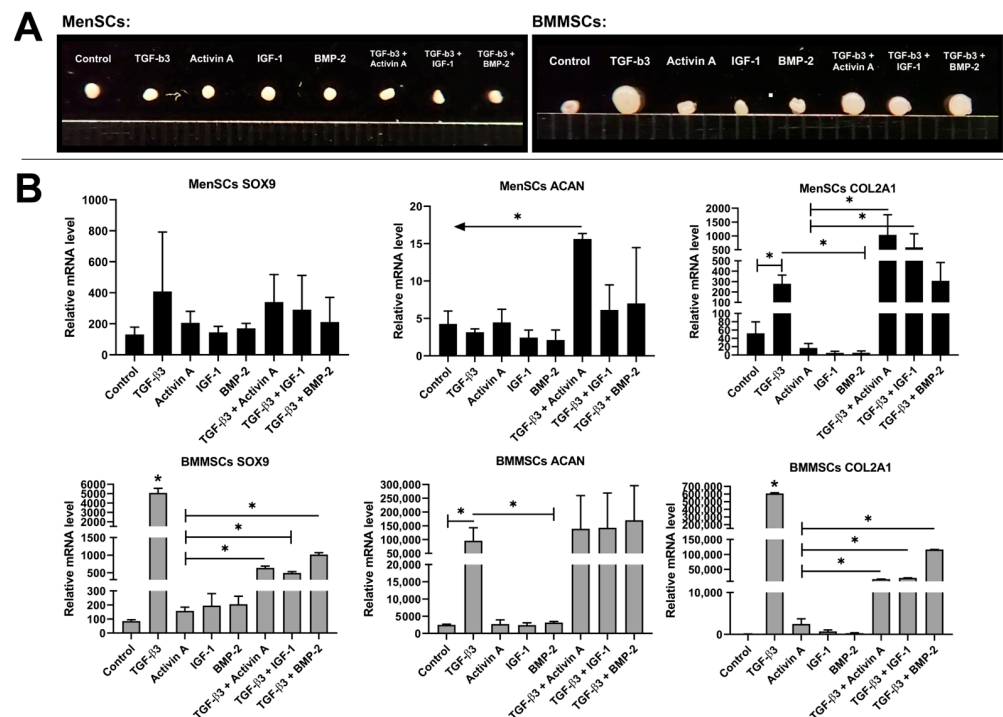 A
MenSCs:
BMMSCs:
Control
TGF-b3
Activin A
IGF-1
BMP-2
TGF-b3 +
Activin A
TGF-b3 +
IGF-1
TGF-b3 +
BMP-2
Control
TGF-b3
Activin A
IGF-1
BMP-2
TGF-b3 +
Activin A
TGF-b3 +
IGF-1
TGF-b3 +
BMP-2
B
MenSCs SOX9
Relative mRNA level
1000
800
600
400
200
0
Control
TGF-β3
Activin A
IGF-1
BMP-2
TGF-β3 + Activin A
TGF-β3 + IGF-1
TGF-β3 + BMP-2
MenSCs ACAN
Relative mRNA level
20
15
10
5
0
*
Control
TGF-β3
Activin A
IGF-1
BMP-2
TGF-β3 + Activin A
TGF-β3 + IGF-1
TGF-β3 + BMP-2
MenSCs COL2A1
Relative mRNA level
2000
1500
1000
500
500
400
300
200
100
80
60
40
20
0
*
*
*
*
Control
TGF-β3
Activin A
IGF-1
BMP-2
TGF-β3 + Activin A
TGF-β3 + IGF-1
TGF-β3 + BMP-2
BMMSCs SOX9
Relative mRNA level
6000
5000
4000
3000
2000
1000
500
300
200
100
0
*
*
*
*
Control
TGF-β3
Activin A
IGF-1
BMP-2
TGF-β3 + Activin A
TGF-β3 + IGF-1
TGF-β3 + BMP-2
BMMSCs ACAN
Relative mRNA level
300,000
250,000
200,000
150,000
100,000
50,000
20,000
15,000
10,000
5000
0
*
*
Control
TGF-β3
Activin A
IGF-1
BMP-2
TGF-β3 + Activin A
TGF-β3 + IGF-1
TGF-β3 + BMP-2
BMMSCs COL2A1
Relative mRNA level
700,000
600,000
500,000
400,000
300,000
200,000
150,000
100,000
50,000
10,000
0
*
*
*
*
Control
TGF-β3
Activin A
IGF-1
BMP-2
TGF-β3 + Activin A
TGF-β3 + IGF-1
TGF-β3 + BMP-2